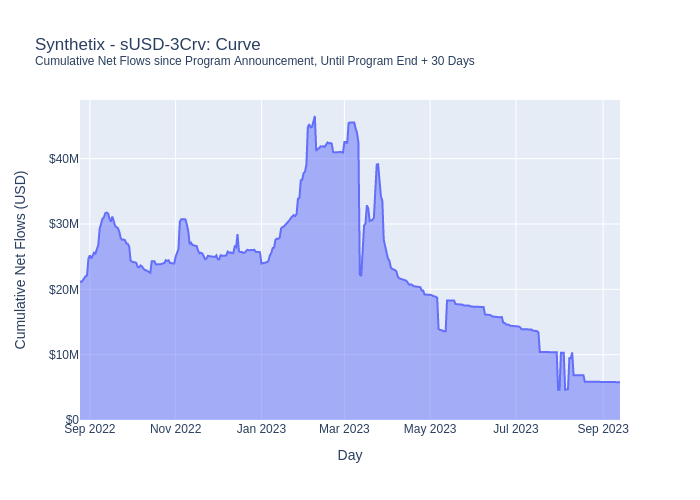 Synthetix - sUSD-3Crv: Curve
Cumulative Net Flows since Program Announcement, Until Program End + 30 Days
Cumulative Net Flows (USD)
$40M
$30M
$20M
$10M
$0
Sep 2022 Nov 2022 Jan 2023 Mar 2023 May 2023 Jul 2023 Sep 2023
Day